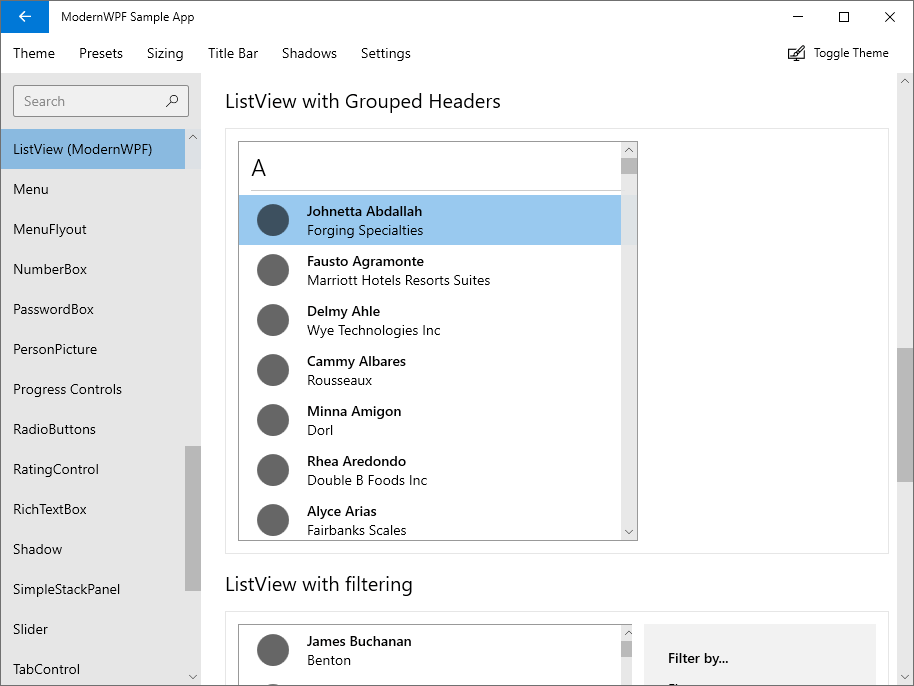 ModernWPF Sample App
Theme Presets Sizing Title Bar Shadows Settings Toggle Theme
Search
ListView (ModernWPF)
Menu
MenuFlyout
NumberBox
PasswordBox
PersonPicture
Progress Controls
RadioButtons
RatingControl
RichTextBox
Shadow
SimpleStackPanel
Slider
TabControl
ListView with Grouped Headers
A
Johnetta Abdallah
Forging Specialties
Fausto Agramonte
Marriott Hotels Resorts Suites
Delmy Ahle
Wye Technologies Inc
Cammy Albares
Rousseaux
Minna Amigon
Dorl
Rhea Aredondo
Double B Foods Inc
Alyce Arias
Fairbanks Scales
ListView with filtering
James Buchanan
Benton
Filter by...